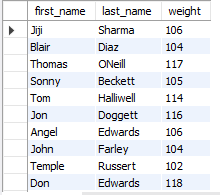 first_name last_name weight
Jiji Sharma 106
Blair Diaz 104
Thomas ONeill 117
Sonny Beckett 105
Tom Halliwell 114
Jon Doggett 116
Angel Edwards 106
John Farley 104
Temple Russert 102
Don Edwards 118